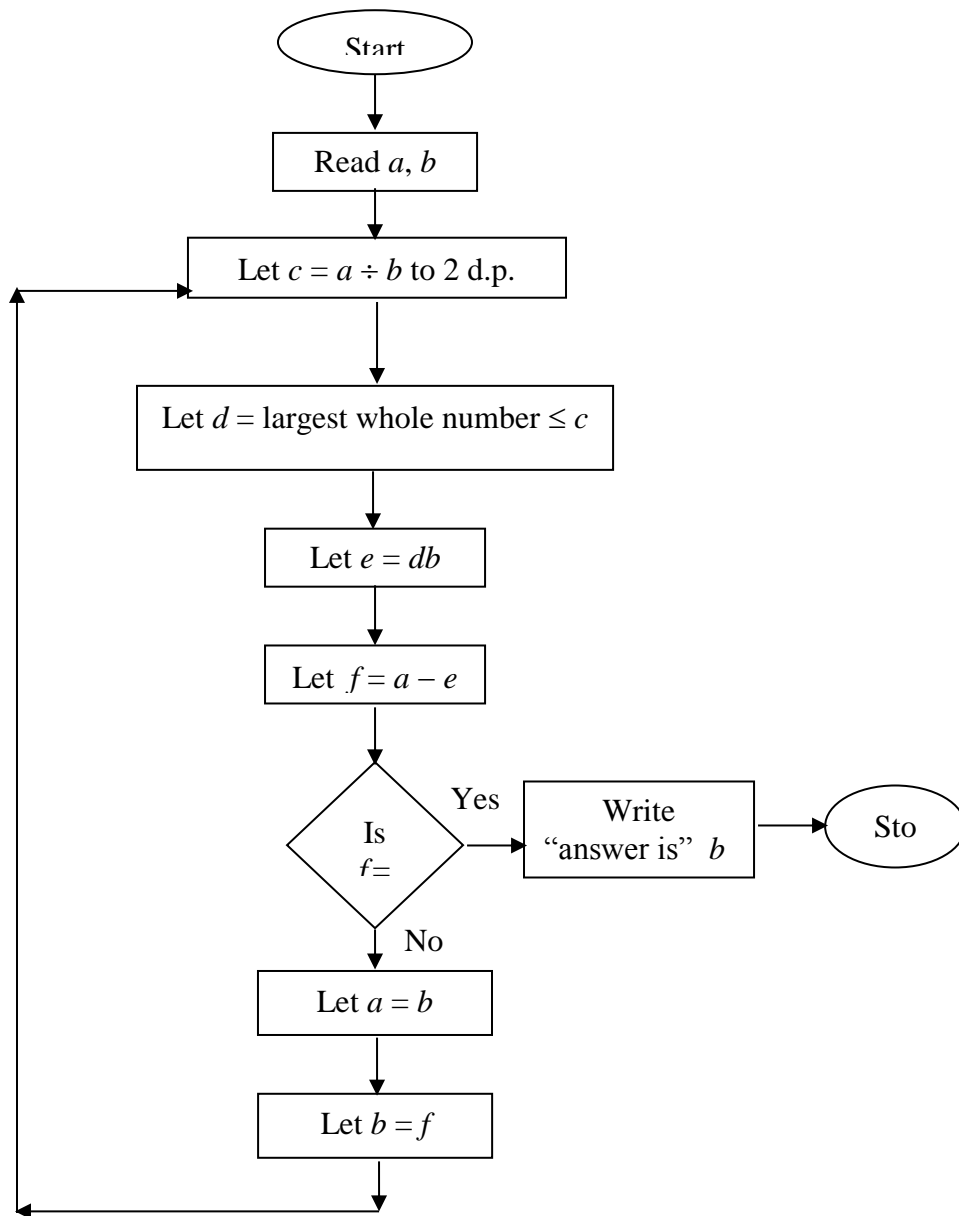 Start
Read a, b
Let c = a ÷ b to 2 d.p.
Let d = largest whole number ≤ c
Let e = db
Let f = a – e
Is
f =
Yes
Write
“answer is” b
Sto
No
Let a = b
Let b = f